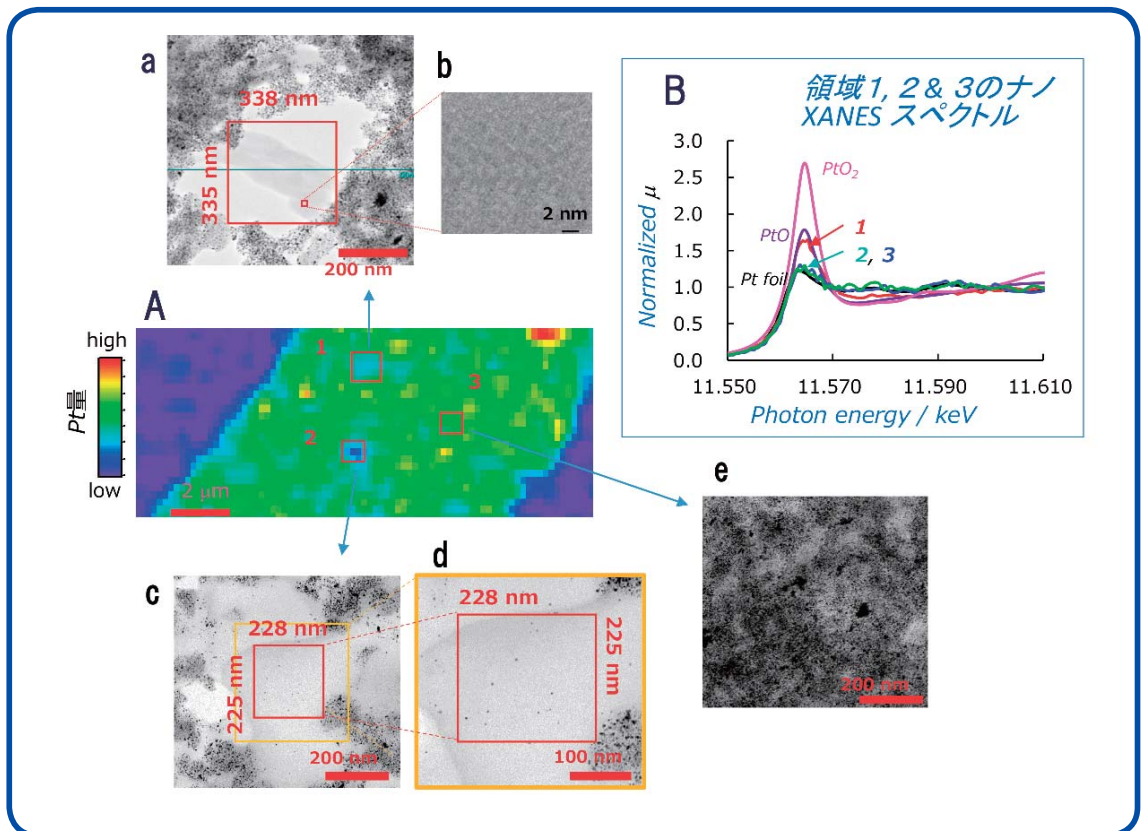 a
338 nm
335 nm
200 nm
b
2 nm
B
領域1, 2 & 3のナノ
XANES スペクトル
3.0
2.5
2.0
1.5
1.0
0.5
0.0
Normalized μ
PtO₂
PtO
1
2, 3
Pt foil
11.550
11.570
11.590
11.610
Photon energy / keV
A
high
Pt量
low
1
2
3
2 μm
c
228 nm
225 nm
200 nm
d
228 nm
225 nm
100 nm
e
200 nm